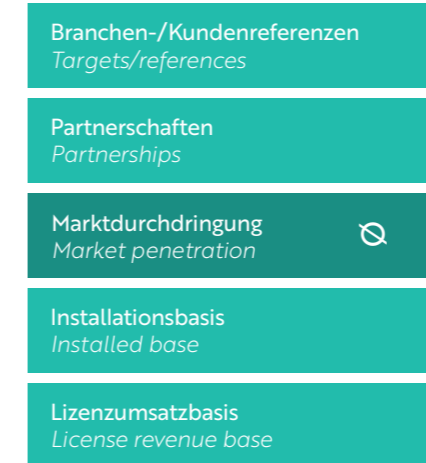 Branchen-/Kundenreferenzen
Targets/references
Partnerschaften
Partnerships
Marktdurchdringung
Market penetration
Installationsbasis
Installed base
Lizenzumsatzbasis
License revenue base